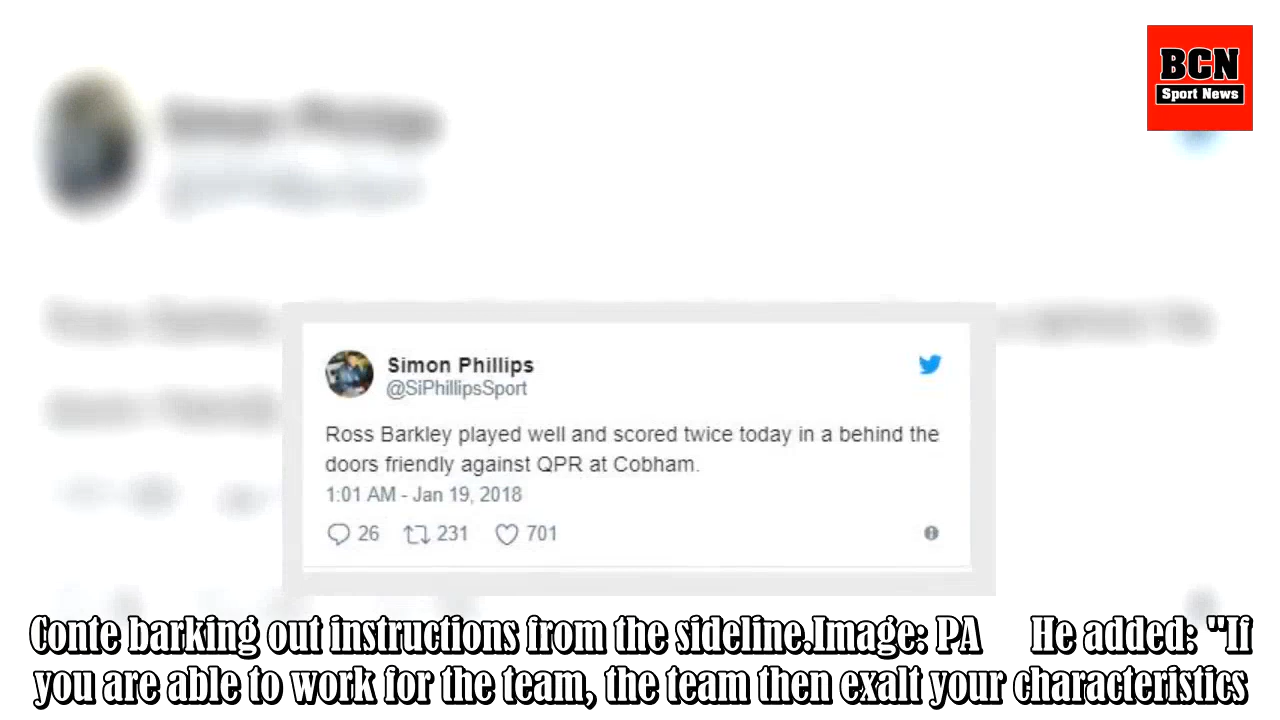 BCN
Sport News
Simon Phillips
@SiPhillipsSport
Ross Barkley played well and scored twice today in a behind the
doors friendly against QPR at Cobham.
1:01 AM - Jan 19, 2018
26 231 701
Conte barking out instructions from the sideline.Image: PA He added: "If
you are able to work for the team, the team then exalt your characteristics